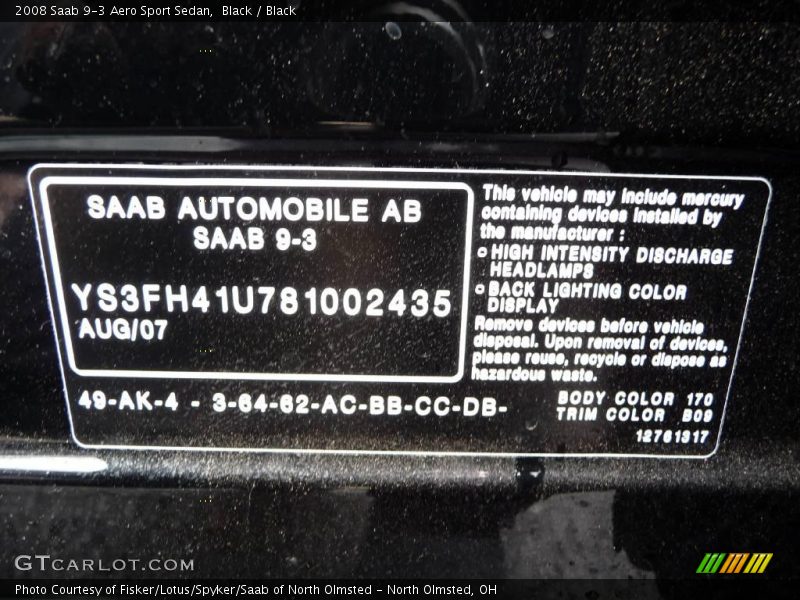 2008 Saab 9-3 Aero Sport Sedan, Black / Black
SAAB AUTOMOBILE AB
SAAB 9-3
YS3FH41U781002435
AUG/07
49-AK-4 - 3-64-62-AC-BB-CC-DB-
This vehicle may include mercury
containing devices installed by
the manufacturer :
HIGH INTENSITY DISCHARGE
HEADLAMPS
BACK LIGHTING COLOR
DISPLAY
Remove devices before vehicle
disposal. Upon removal of devices,
please reuse, recycle or dispose as
hazardous waste.
BODY COLOR 170
TRIM COLOR B09
12761317
GTCARLOT.COM
Photo Courtesy of Fisker/Lotus/Spyker/Saab of North Olmsted - North Olmsted, OH